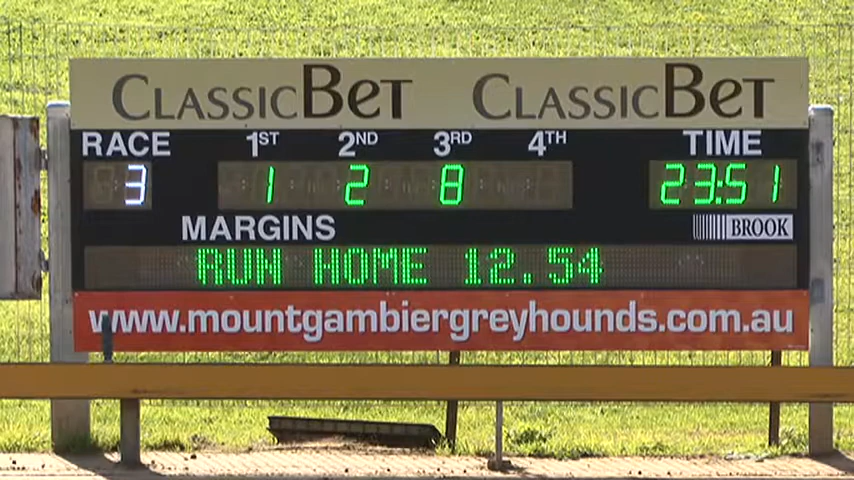 CLASSICBET CLASSICBET
RACE 1ST 2ND 3RD 4TH TIME
3 1 2 8 23:51
MARGINS BROOK
RUN HOME 12.54
www.mountgambiergreyhounds.com.au